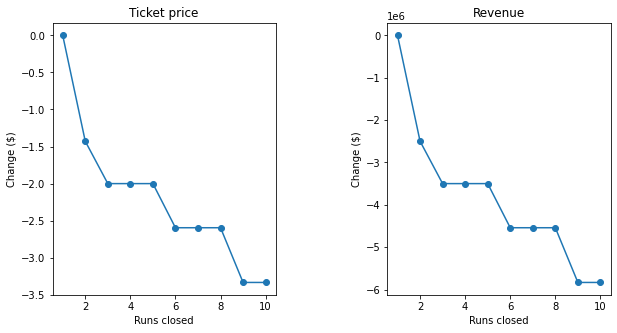 Ticket price
0.0
−0.5
−1.0
−1.5
−2.0
−2.5
−3.0
−3.5
Change ($)
2 4 6 8 10
Runs closed
Revenue
1e6
0
−1
−2
−3
−4
−5
−6
Change ($)
2 4 6 8 10
Runs closed